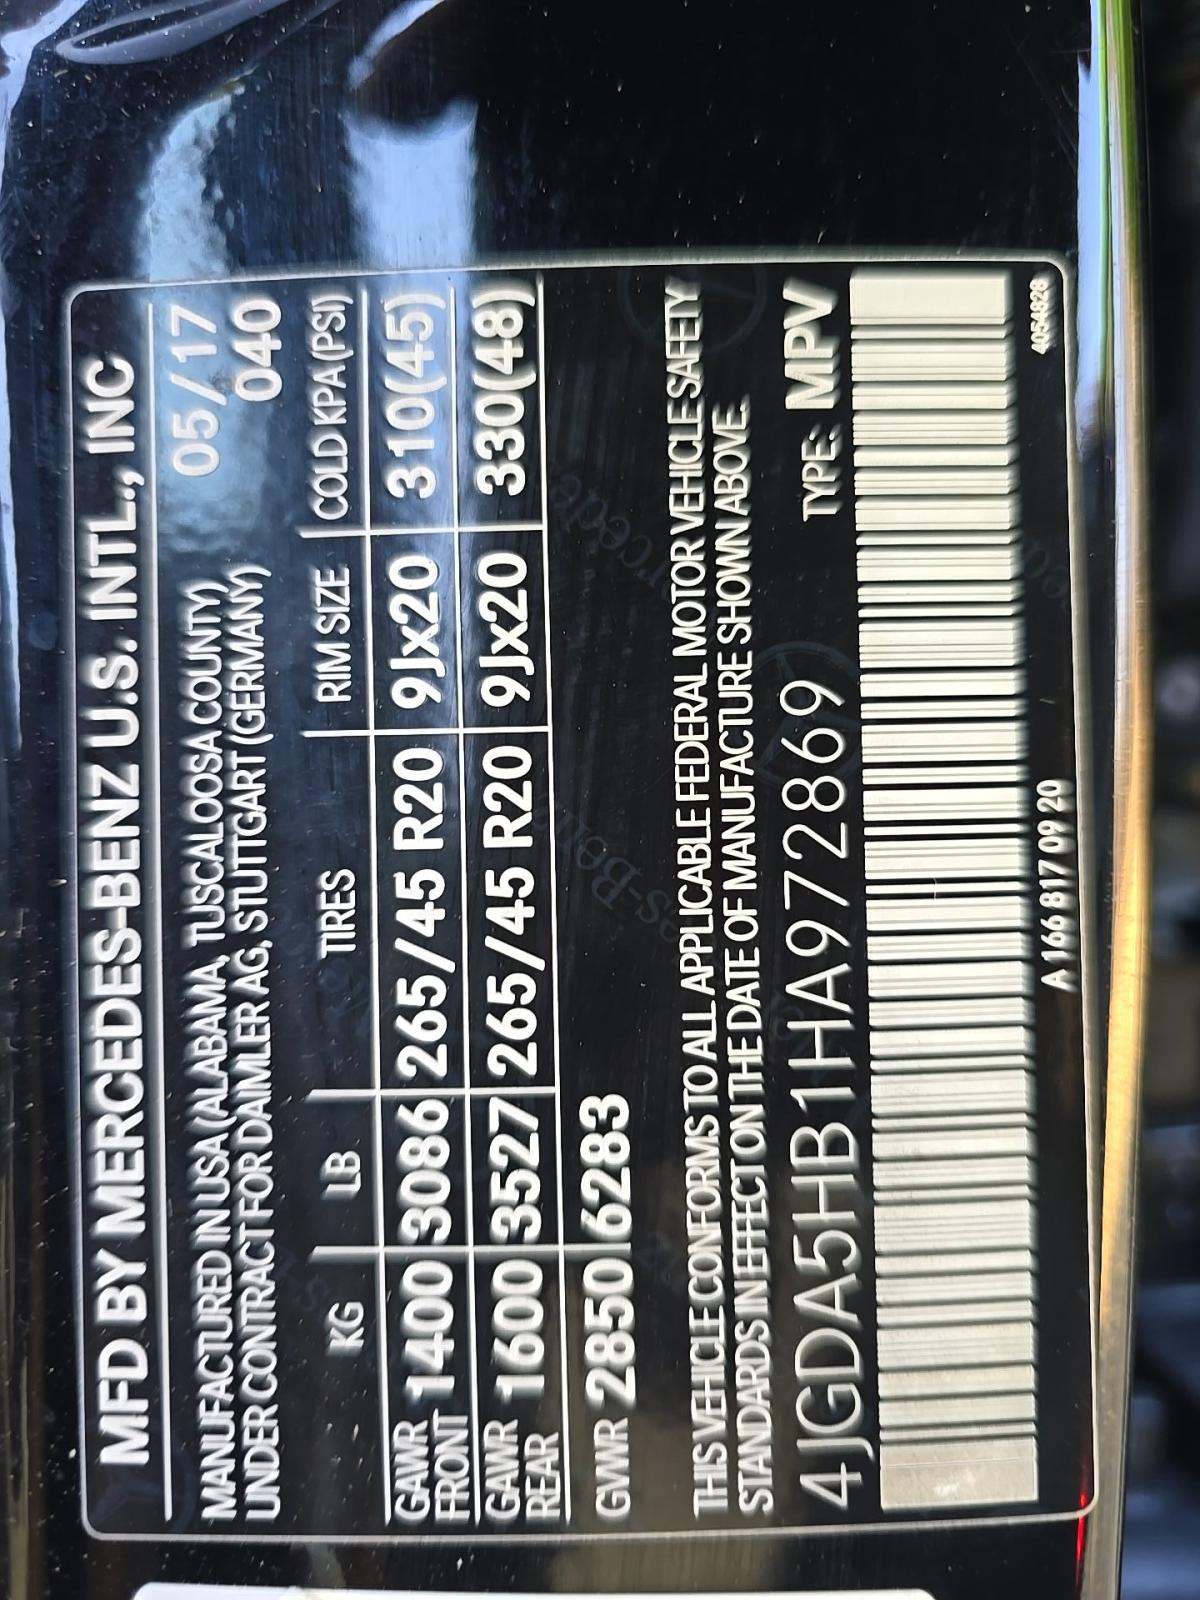 MFD BY MERCEDES-BENZ U.S. INTL., INC
MANUFACTURED IN USA (ALABAMA, TUSCALOOSA COUNTY) 05/17
UNDER CONTRACT FOR DAIMLER AG, STUTTGART (GERMANY) 040
KG LB TIRES RIM SIZE COLD KPA(PSI)
GAWR FRONT 1400 3086 265/45 R20 9Jx20 310(45)
GAWR REAR 1600 3527 265/45 R20 9Jx20 330(48)
GVWR 2850 6283
THIS VEHICLE CONFORMS TO ALL APPLICABLE FEDERAL MOTOR VEHICLE SAFETY
STANDARDS IN EFFECT ON THE DATE OF MANUFACTURE SHOWN ABOVE.
4JGDA5HB1HA972869 TYPE: MPV
A 166 817 09 20
4054828